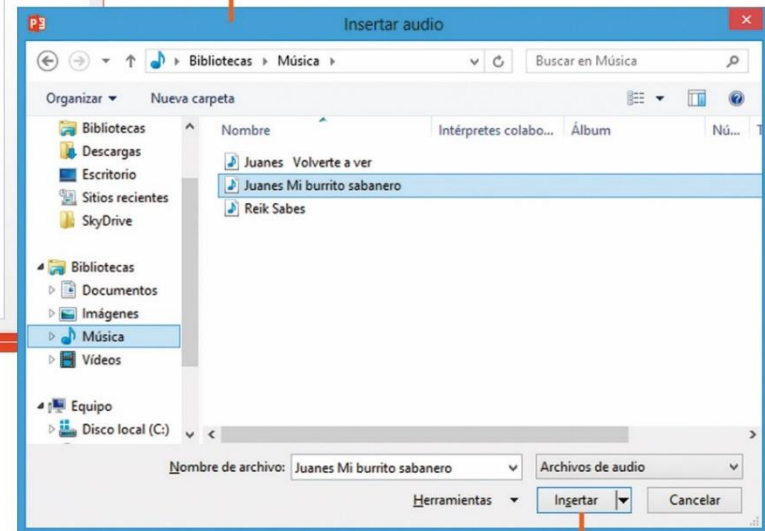 P3 Insertar audio ×
Bibliotecas Música Buscar en Música
Organizar Nueva carpeta
Bibliotecas
Descargas
Escritorio
Sitios recientes
SkyDrive
Bibliotecas
Documentos
Imágenes
Música
Vídeos
Equipo
Disco local (C:)
Nombre Intérpretes colabo... Álbum Nú... T
Juanes Volverte a ver
Juanes Mi burrito sabanero
Reik Sabes
Nombre de archivo: Juanes Mi burrito sabanero Archivos de audio
Herramientas Insertar Cancelar